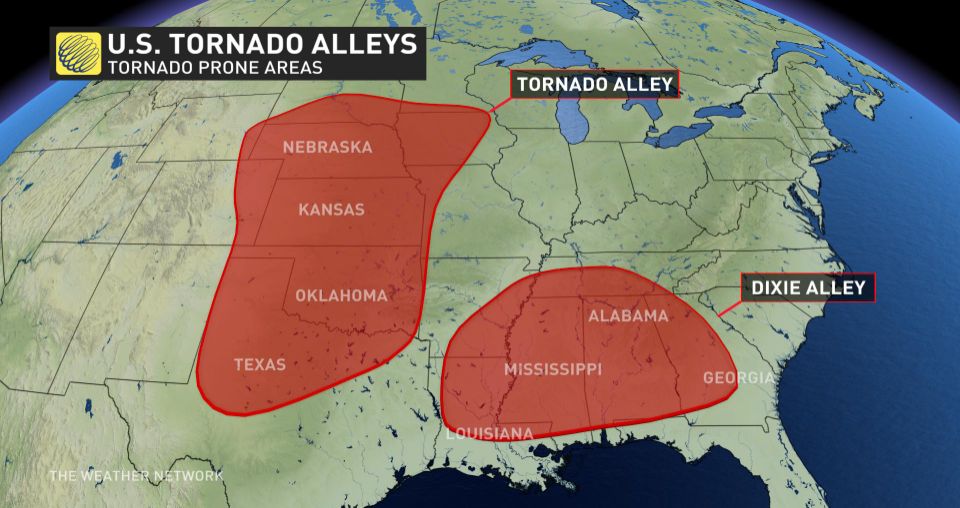 U.S. TORNADO ALLEYS
TORNADO PRONE AREAS
TORNADO ALLEY
NEBRASKA
KANSAS
DIXIE ALLEY
OKLAHOMA
ALABAMA
TEXAS
MISSISSIPPI
GEORGIA
LOUISIANA
THE WEATHER NETWORK